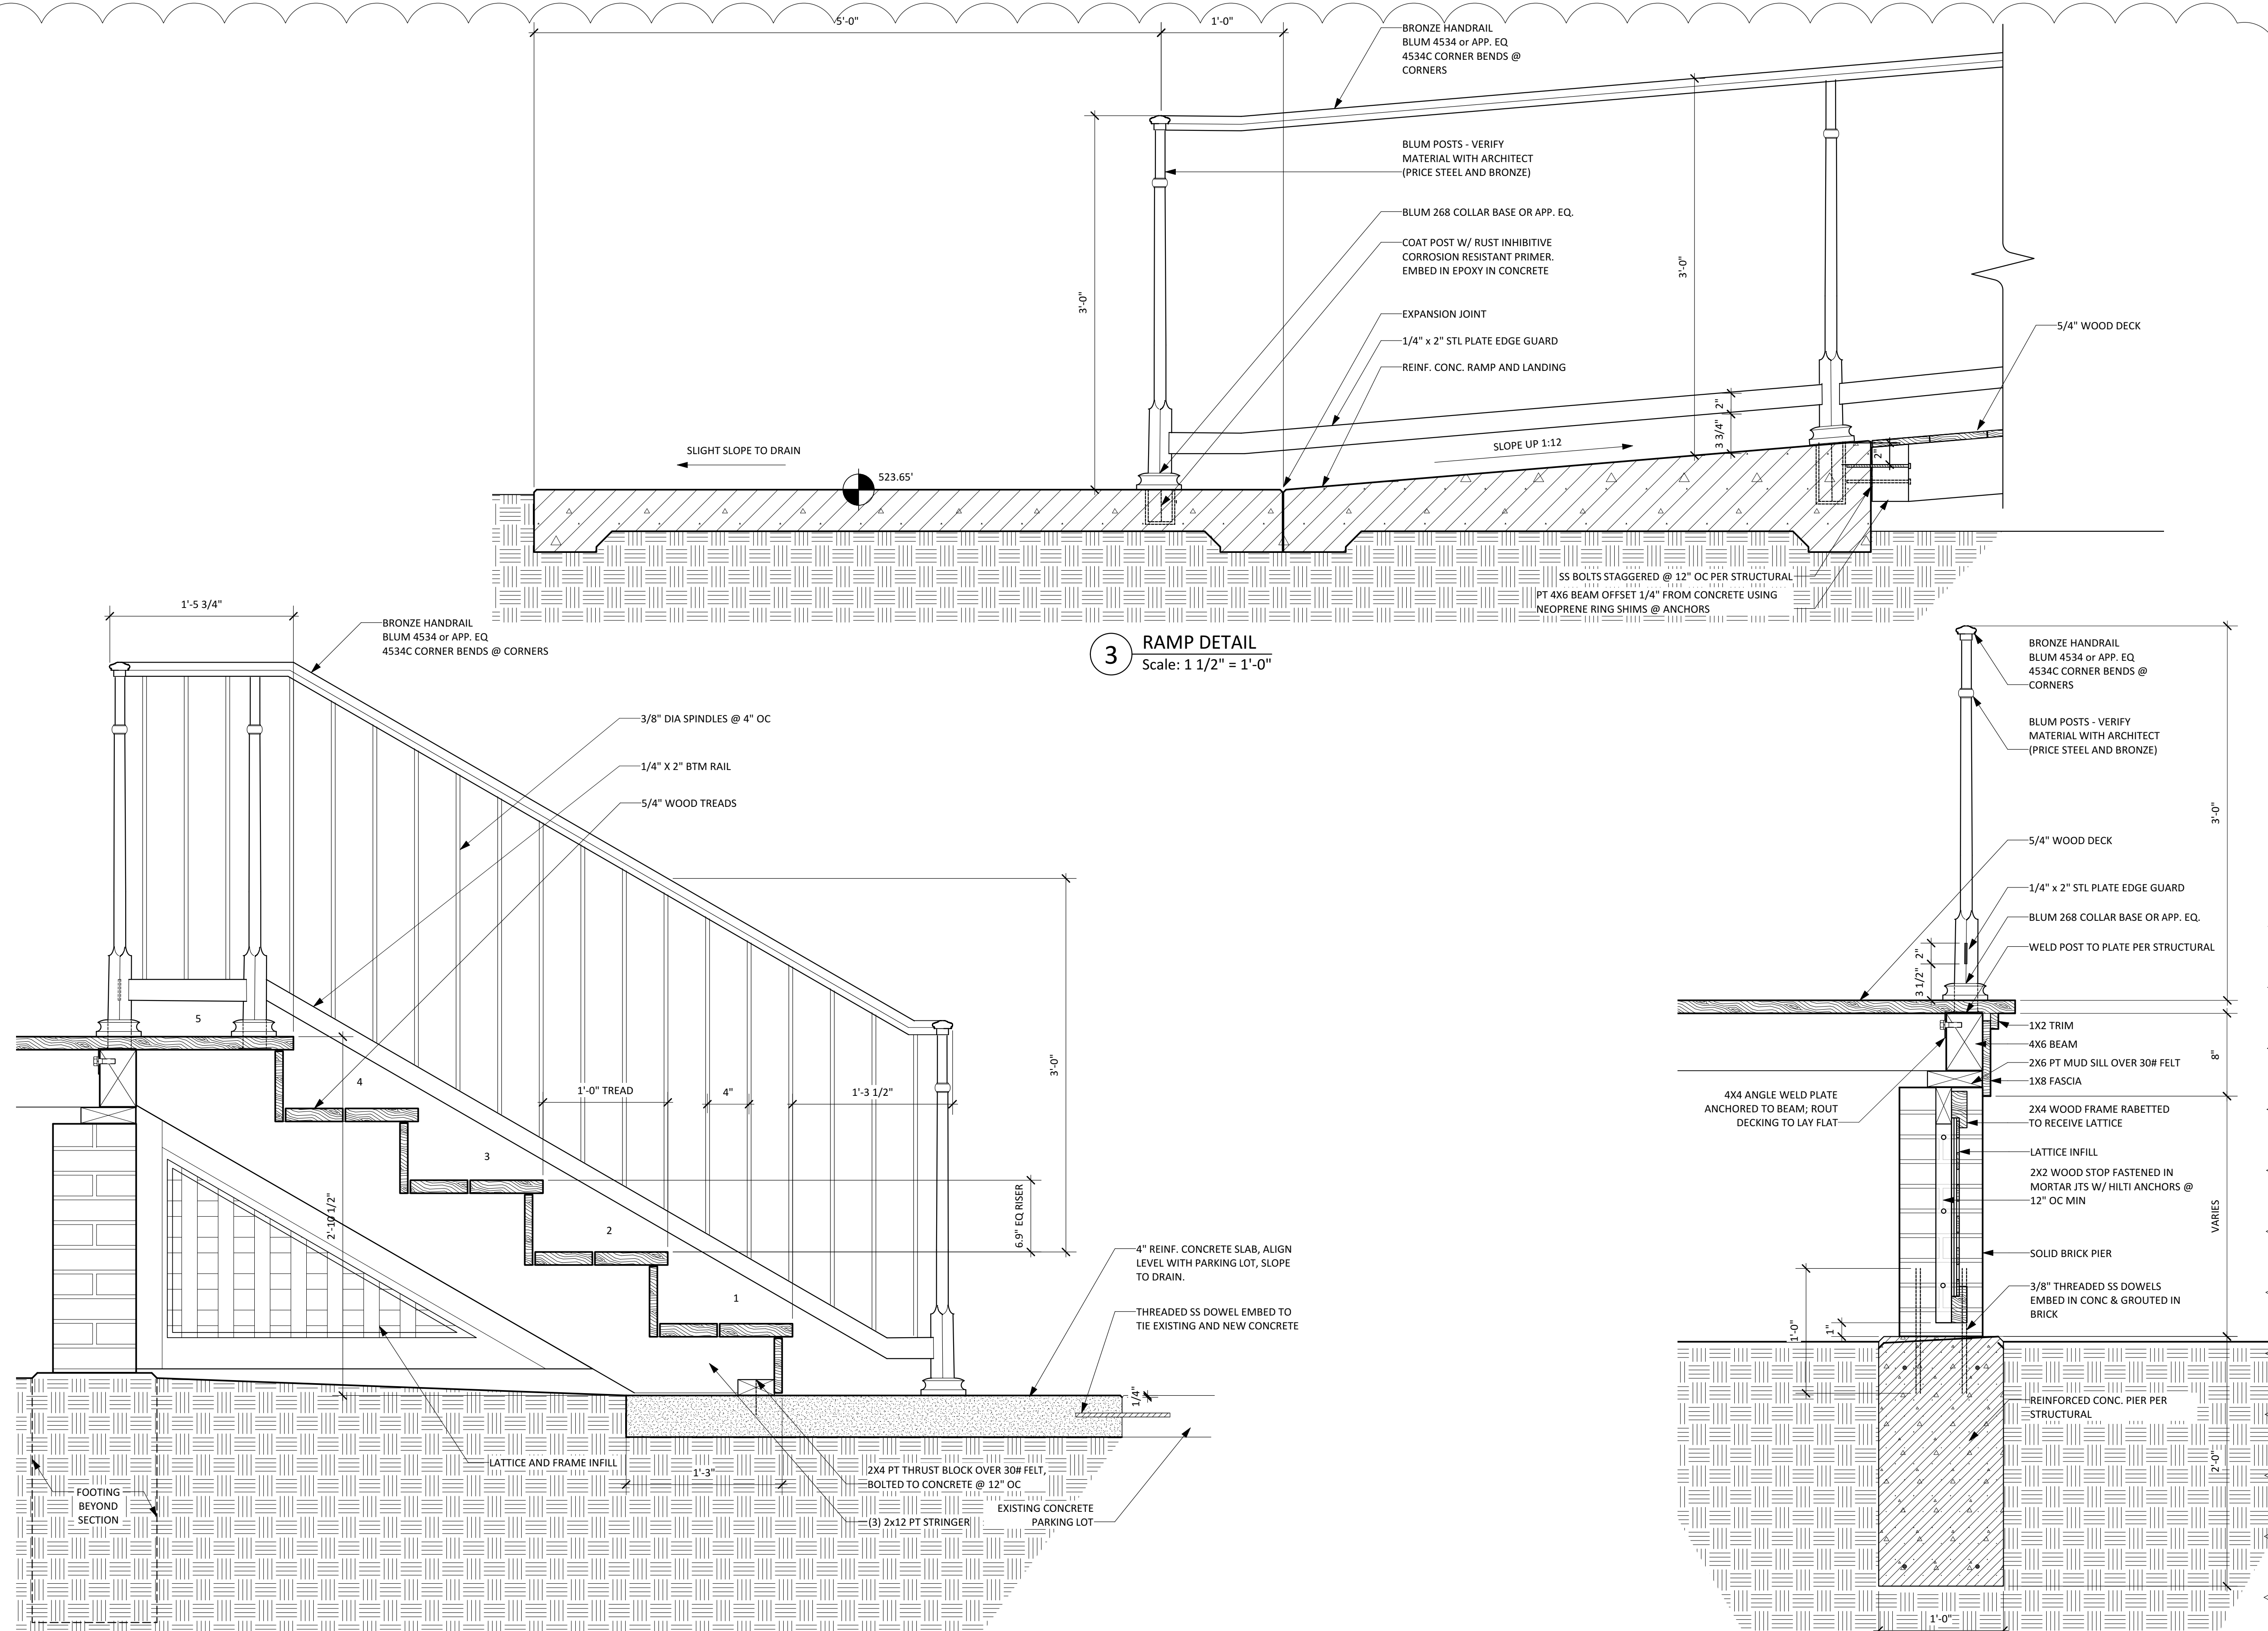 5'-0"
1'-0"
BRONZE HANDRAIL
BLUM 4534 or APP. EQ
4534C CORNER BENDS @
CORNERS
BLUM POSTS - VERIFY
MATERIAL WITH ARCHITECT
(PRICE STEEL AND BRONZE)
BLUM 268 COLLAR BASE OR APP. EQ.
COAT POST W/ RUST INHIBITIVE
CORROSION RESISTANT PRIMER.
EMBED IN EPOXY IN CONCRETE
3'-0"
3'-0"
EXPANSION JOINT
5/4" WOOD DECK
1/4" x 2" STL PLATE EDGE GUARD
REINF. CONC. RAMP AND LANDING
2"
3 3/4"
SLOPE UP 1:12
SLIGHT SLOPE TO DRAIN
2"
523.65'
SS BOLTS STAGGERED @ 12" OC PER STRUCTURAL
PT 4X6 BEAM OFFSET 1/4" FROM CONCRETE USING
NEOPRENE RING SHIMS @ ANCHORS
3
RAMP DETAIL
Scale: 1 1/2" = 1'-0"
1'-5 3/4"
BRONZE HANDRAIL
BLUM 4534 or APP. EQ
4534C CORNER BENDS @ CORNERS
3/8" DIA SPINDLES @ 4" OC
1/4" X 2" BTM RAIL
5/4" WOOD TREADS
5
4
3
2
1
1'-0" TREAD
4"
1'-3 1/2"
3'-0"
2'-10 1/2"
6.9" EQ RISER
4" REINF. CONCRETE SLAB, ALIGN
LEVEL WITH PARKING LOT, SLOPE
TO DRAIN.
THREADED SS DOWEL EMBED TO
TIE EXISTING AND NEW CONCRETE
1/4"
LATTICE AND FRAME INFILL
1'-3"
2X4 PT THRUST BLOCK OVER 30# FELT,
BOLTED TO CONCRETE @ 12" OC
FOOTING
BEYOND
SECTION
EXISTING CONCRETE
PARKING LOT
(3) 2x12 PT STRINGER
BRONZE HANDRAIL
BLUM 4534 or APP. EQ
4534C CORNER BENDS @
CORNERS
BLUM POSTS - VERIFY
MATERIAL WITH ARCHITECT
(PRICE STEEL AND BRONZE)
3'-0"
5/4" WOOD DECK
1/4" x 2" STL PLATE EDGE GUARD
BLUM 268 COLLAR BASE OR APP. EQ.
WELD POST TO PLATE PER STRUCTURAL
2"
3 1/2"
1X2 TRIM
4X6 BEAM
8"
2X6 PT MUD SILL OVER 30# FELT
1X8 FASCIA
4X4 ANGLE WELD PLATE
ANCHORED TO BEAM; ROUT
DECKING TO LAY FLAT
2X4 WOOD FRAME RABETTED
TO RECEIVE LATTICE
LATTICE INFILL
2X2 WOOD STOP FASTENED IN
MORTAR JTS W/ HILTI ANCHORS @
12" OC MIN
VARIES
SOLID BRICK PIER
3/8" THREADED SS DOWELS
EMBED IN CONC & GROUTED IN
BRICK
1'-0"
1"
REINFORCED CONC. PIER PER
STRUCTURAL
2'-0"
1'-0"